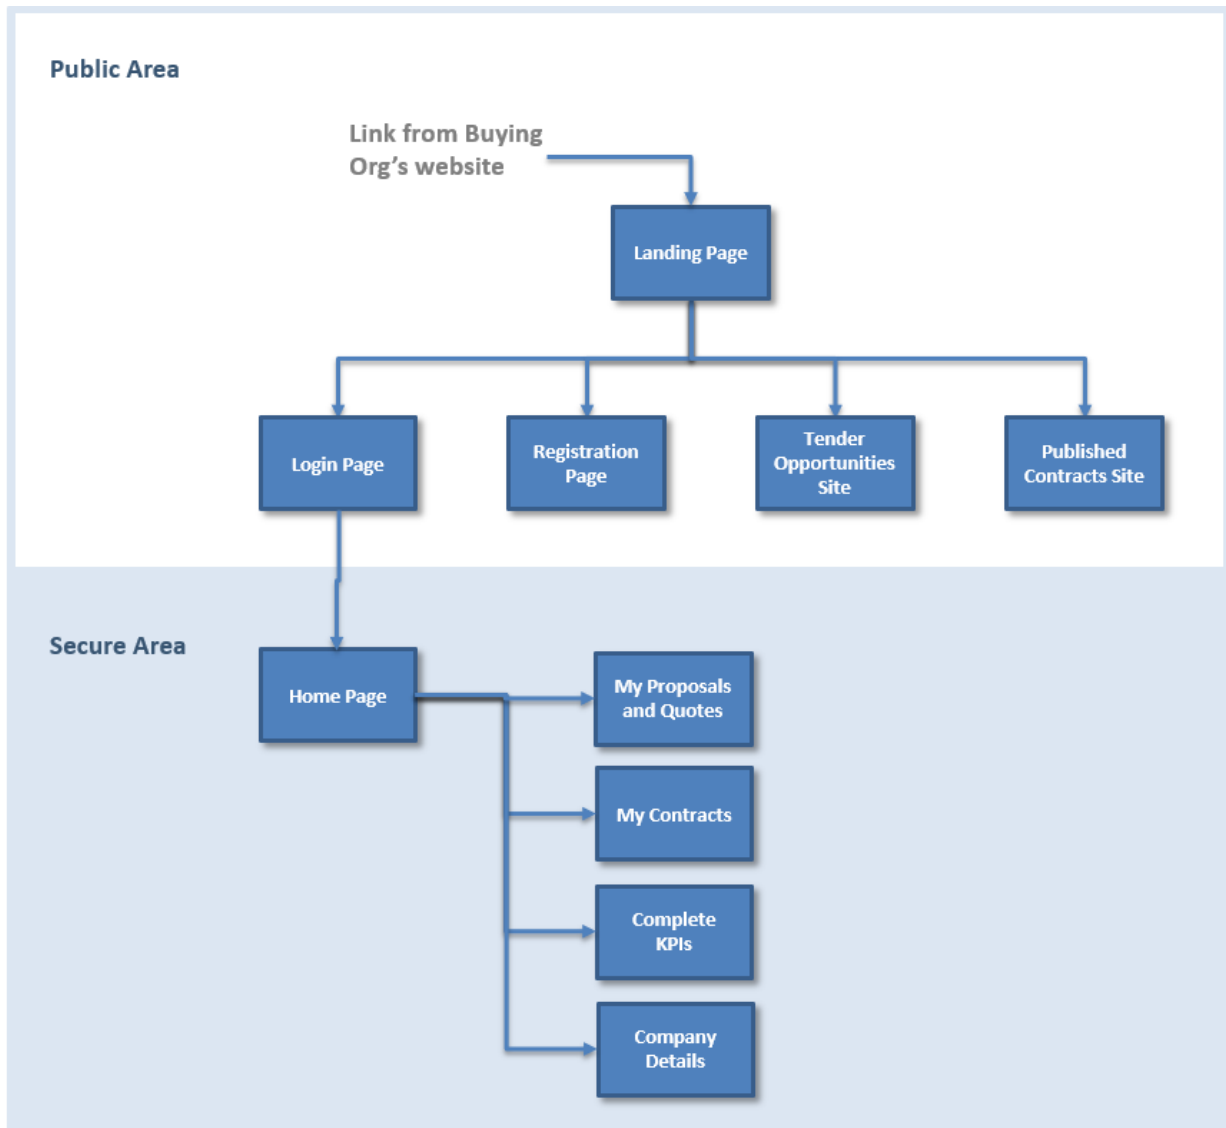 Public Area
Link from Buying
Org's website
Landing Page
Login Page
Registration
Page
Tender
Opportunities
Site
Published
Contracts Site
Secure Area
Home Page
My Proposals
and Quotes
My Contracts
Complete
KPIs
Company
Details